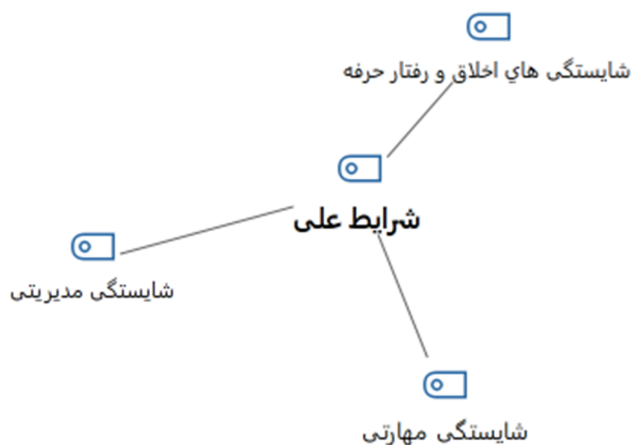 شایستگی هاي اخلاق و رفتار حرفه
شرایط علی
شایستگی مدیریتی
شایستگی مهارتی